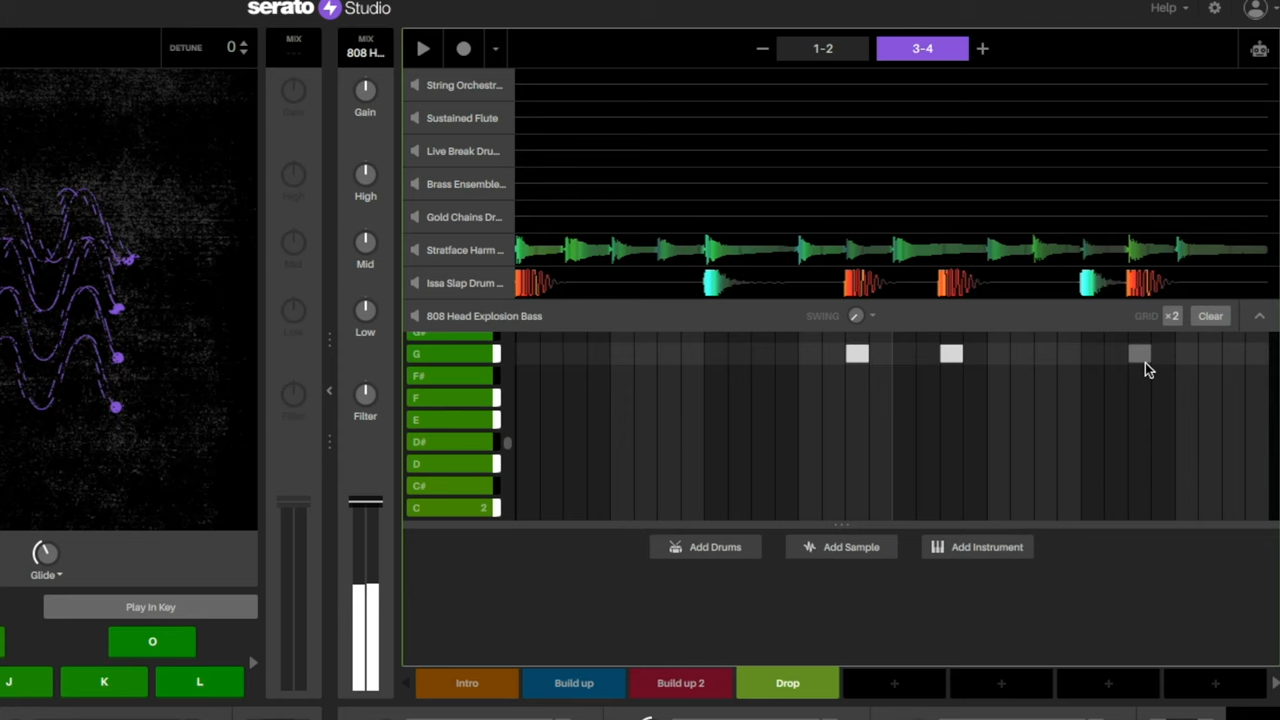 serato Studio
Help
DETUNE 0
MIX
MIX
808 H...
1-2
3-4
Gain
High
Mid
Low
Filter
String Orchestr...
Sustained Flute
Live Break Dru...
Brass Ensemble...
Gold Chains Dr...
Stratface Harm ...
Issa Slap Drum ...
808 Head Explosion Bass
SWING
GRID
×2
Clear
G
F#
F
E
D#
D
C#
C 2
Add Drums
Add Sample
Add Instrument
Glide
Play In Key
O
J
K
L
Intro
Build up
Build up 2
Drop